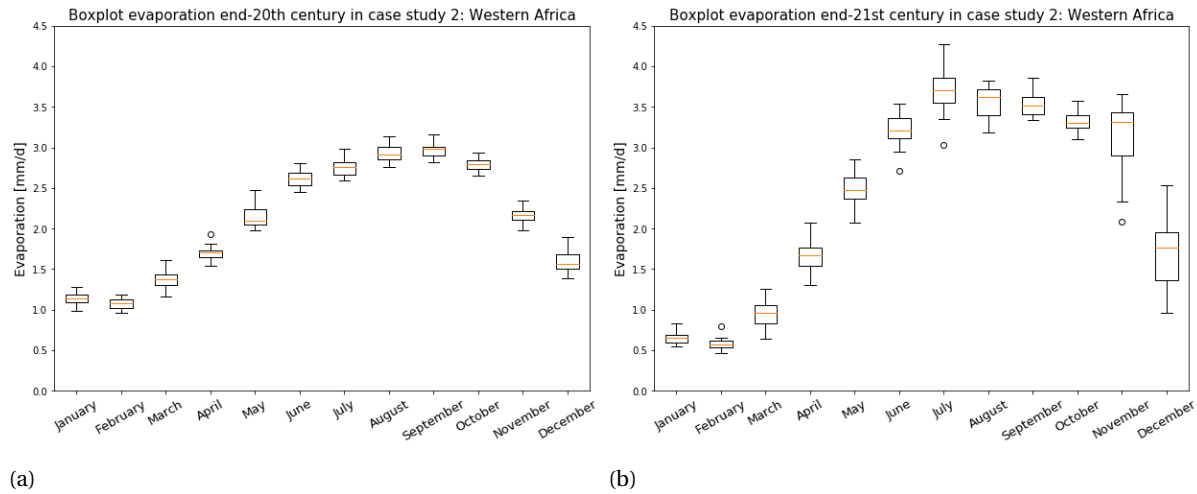 Boxplot evaporation end-20th century in case study 2: Western Africa
Evaporation [mm/d]
4.5
4.0
3.5
3.0
2.5
2.0
1.5
1.0
0.5
0.0
January
February
March
April
May
June
July
August
September
October
November
December
(a)
Boxplot evaporation end-21st century in case study 2: Western Africa
Evaporation [mm/d]
4.5
4.0
3.5
3.0
2.5
2.0
1.5
1.0
0.5
0.0
January
February
March
April
May
June
July
August
September
October
November
December
(b)